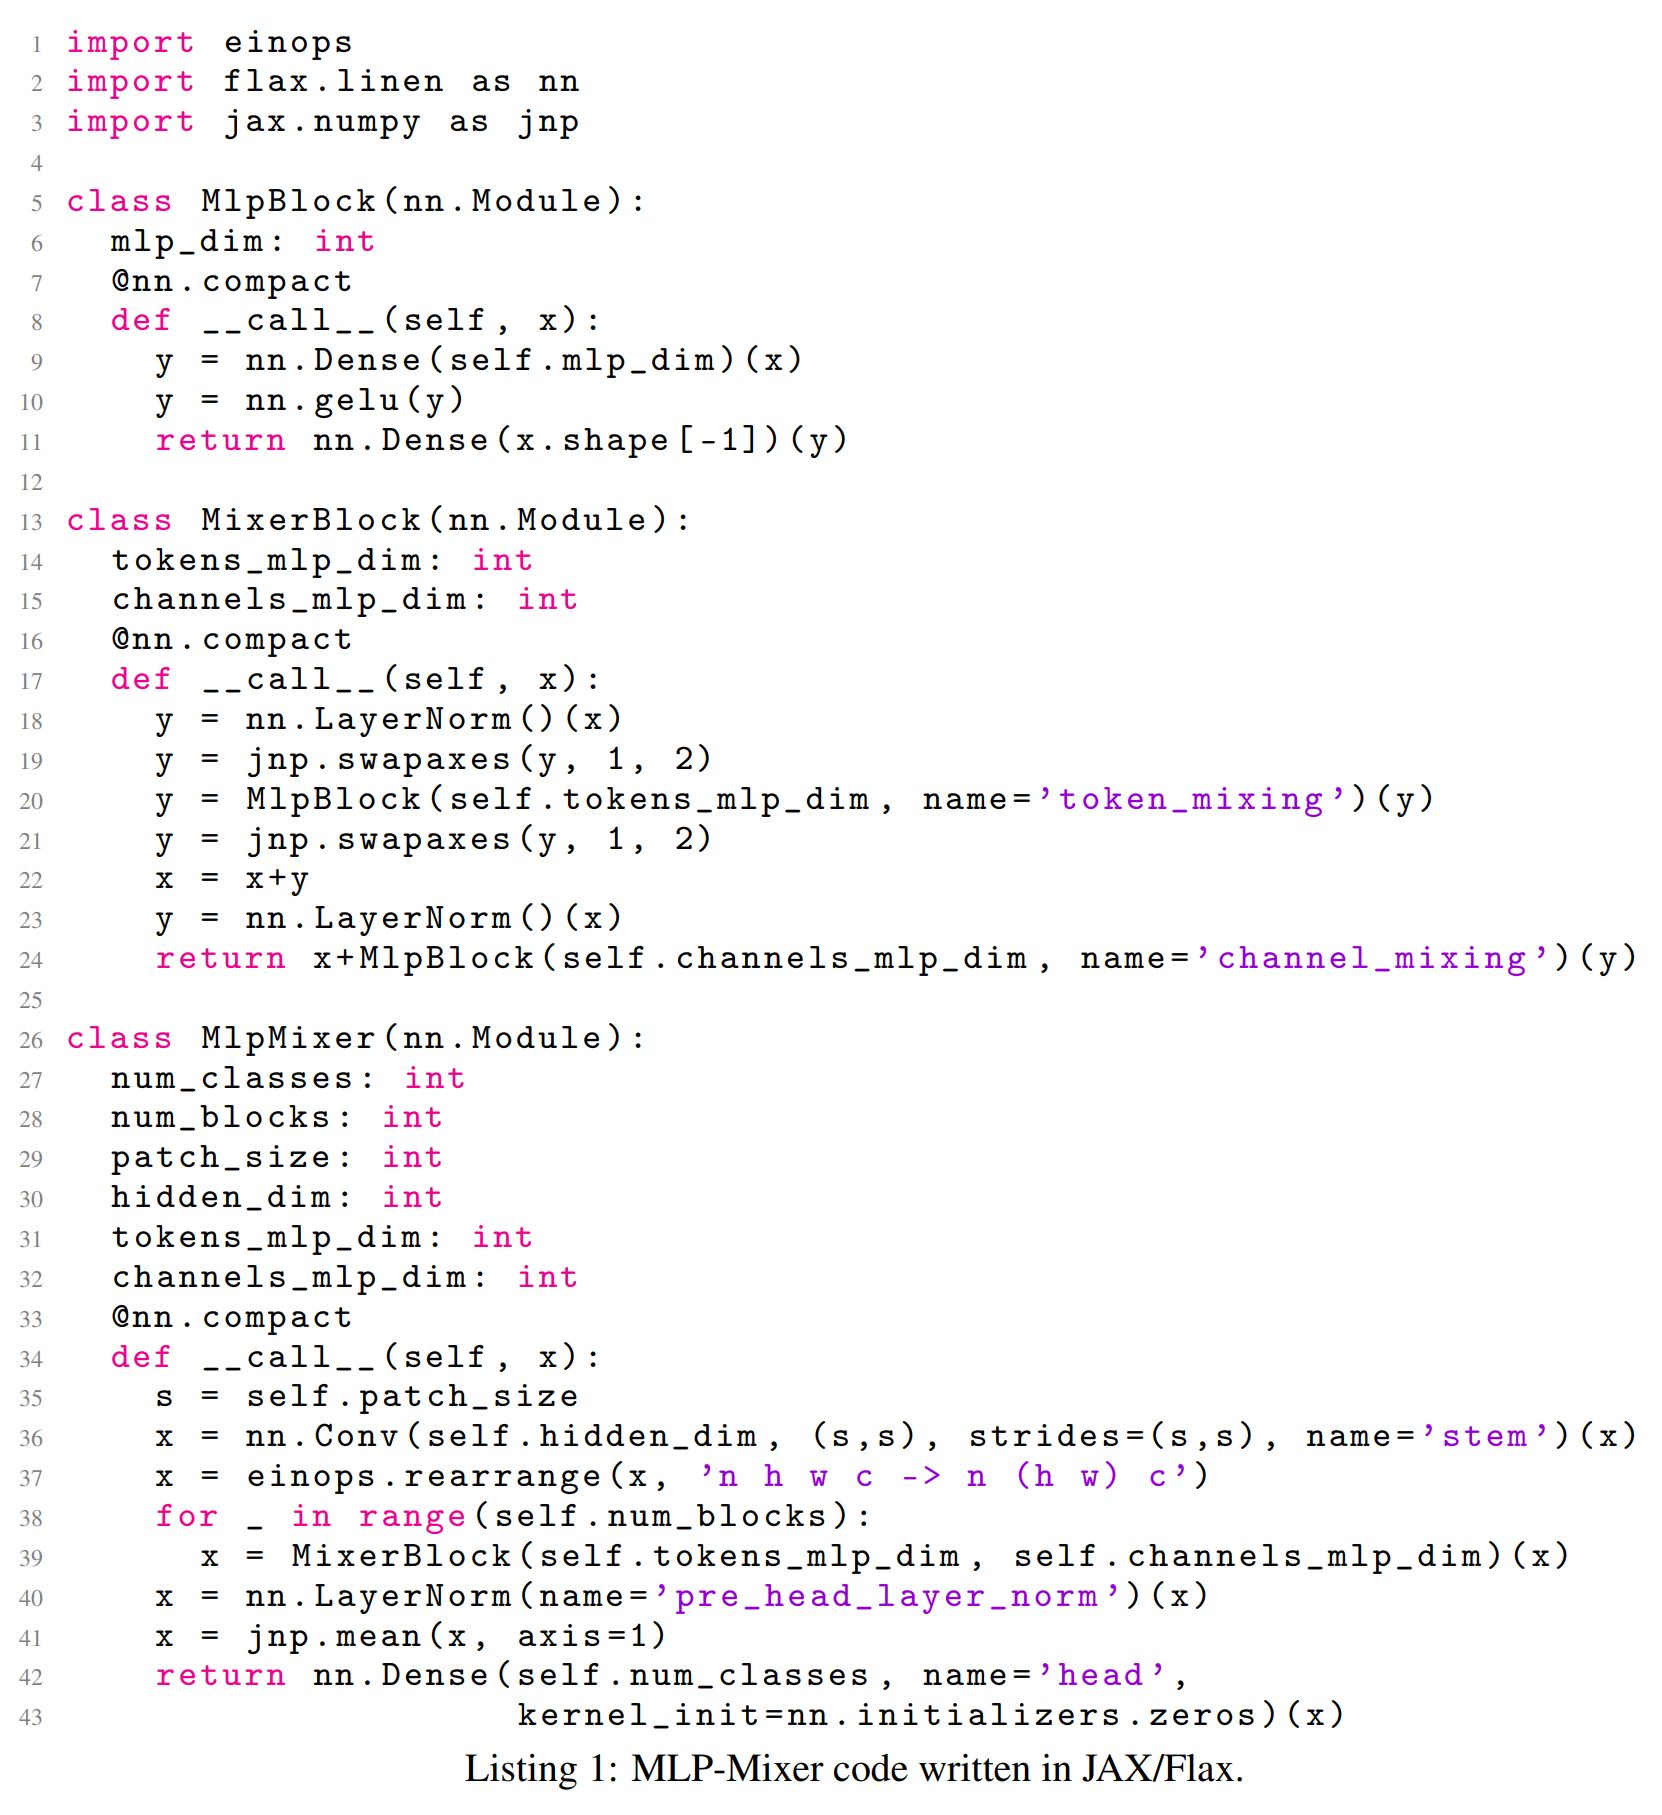 1 import einops
2 import flax.linen as nn
3 import jax.numpy as jnp
4
5 class MlpBlock(nn.Module):
6   mlp_dim: int
7   @nn.compact
8   def __call__(self, x):
9     y = nn.Dense(self.mlp_dim)(x)
10     y = nn.gelu(y)
11     return nn.Dense(x.shape[-1])(y)
12
13 class MixerBlock(nn.Module):
14   tokens_mlp_dim: int
15   channels_mlp_dim: int
16   @nn.compact
17   def __call__(self, x):
18     y = nn.LayerNorm()(x)
19     y = jnp.swapaxes(y, 1, 2)
20     y = MlpBlock(self.tokens_mlp_dim, name='token_mixing')(y)
21     y = jnp.swapaxes(y, 1, 2)
22     x = x+y
23     y = nn.LayerNorm()(x)
24     return x+MlpBlock(self.channels_mlp_dim, name='channel_mixing')(y)
25
26 class MlpMixer(nn.Module):
27   num_classes: int
28   num_blocks: int
29   patch_size: int
30   hidden_dim: int
31   tokens_mlp_dim: int
32   channels_mlp_dim: int
33   @nn.compact
34   def __call__(self, x):
35     s = self.patch_size
36     x = nn.Conv(self.hidden_dim, (s,s), strides=(s,s), name='stem')(x)
37     x = einops.rearrange(x, 'n h w c -> n (h w) c')
38     for _ in range(self.num_blocks):
39       x = MixerBlock(self.tokens_mlp_dim, self.channels_mlp_dim)(x)
40     x = nn.LayerNorm(name='pre_head_layer_norm')(x)
41     x = jnp.mean(x, axis=1)
42     return nn.Dense(self.num_classes, name='head',
43                     kernel_init=nn.initializers.zeros)(x)
Listing 1: MLP-Mixer code written in JAX/Flax.